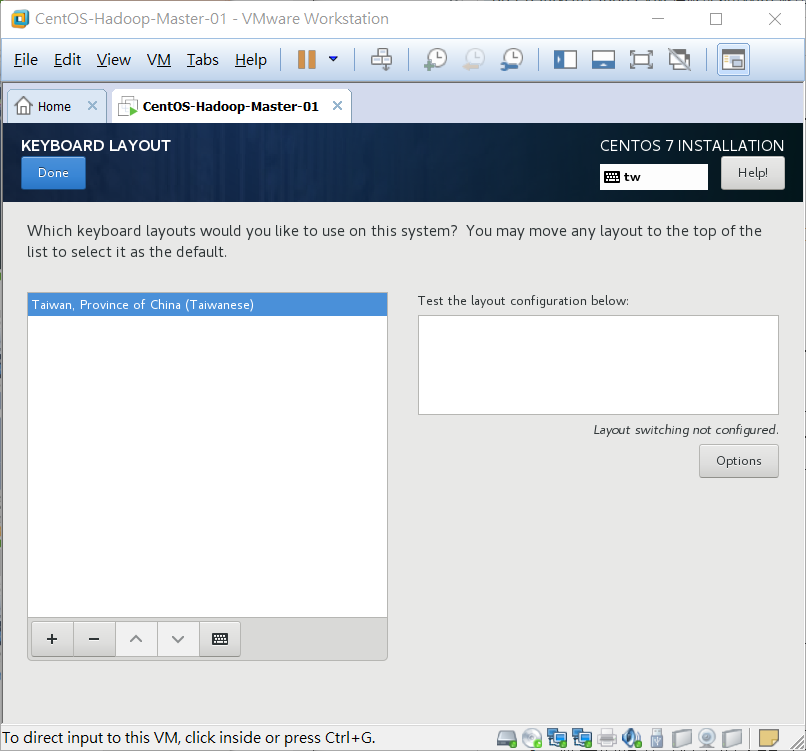 CentOS-Hadoop-Master-01 - VMware Workstation
File Edit View VM Tabs Help
Home CentOS-Hadoop-Master-01
KEYBOARD LAYOUT
CENTOS 7 INSTALLATION
Done
tw
Help!
Which keyboard layouts would you like to use on this system? You may move any layout to the top of the
list to select it as the default.
Taiwan, Province of China (Taiwanese)
Test the layout configuration below:
Layout switching not configured.
Options
To direct input to this VM, click inside or press Ctrl+G.